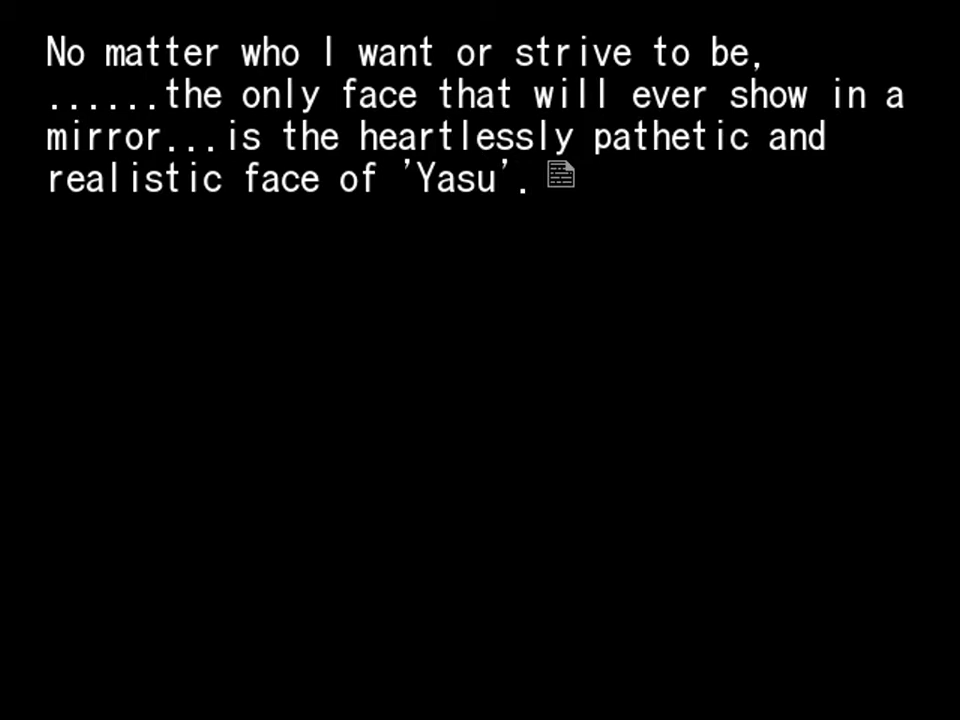 No matter who I want or strive to be,
......the only face that will ever show in a
mirror...is the heartlessly pathetic and
realistic face of 'Yasu'.